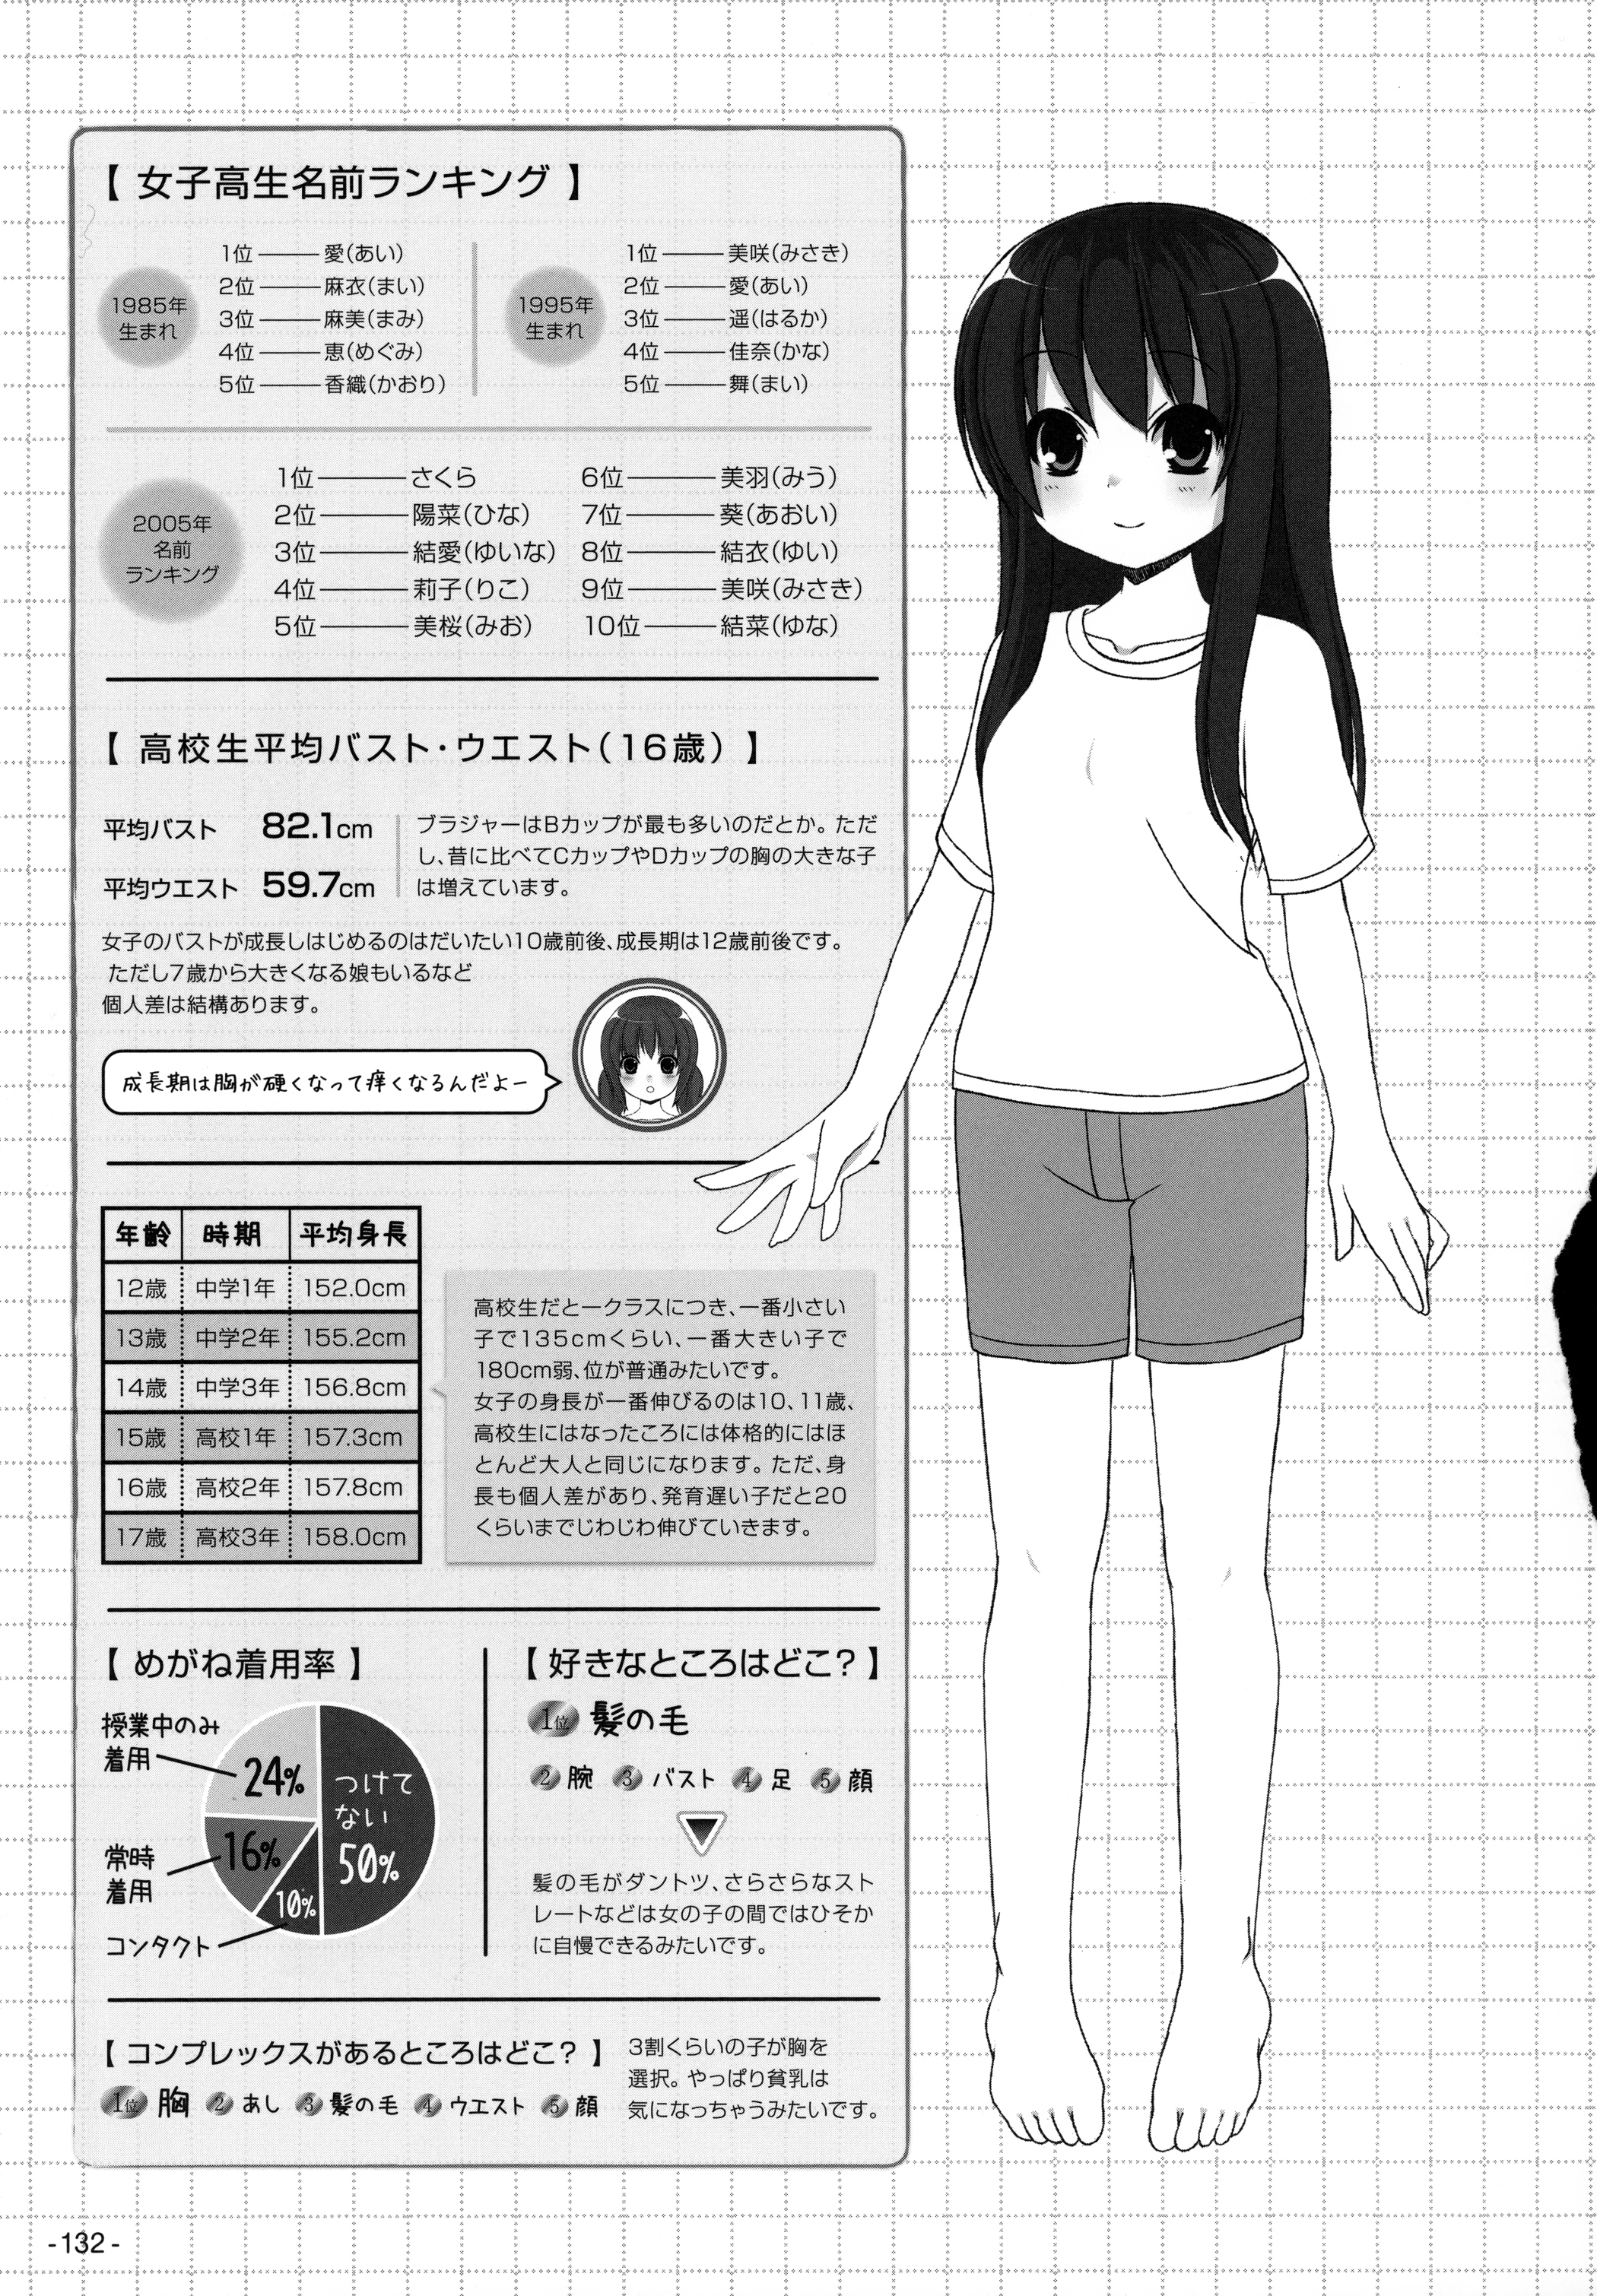 【 女子高生名前ランキング 】
1985年
生まれ
1位 ── 愛(あい)
2位 ── 麻衣(まい)
3位 ── 麻美(まみ)
4位 ── 恵(めぐみ)
5位 ── 香織(かおり)
1995年
生まれ
1位 ── 美咲(みさき)
2位 ── 愛(あい)
3位 ── 遥(はるか)
4位 ── 佳奈(かな)
5位 ── 舞(まい)
2005年
名前
ランキング
1位 ── さくら
2位 ── 陽菜(ひな)
3位 ── 結愛(ゆいな)
4位 ── 莉子(りこ)
5位 ── 美桜(みお)
6位 ── 美羽(みう)
7位 ── 葵(あおい)
8位 ── 結衣(ゆい)
9位 ── 美咲(みさき)
10位 ── 結菜(ゆな)
【 高校生平均バスト・ウエスト(16歳) 】
平均バスト 82.1cm
平均ウエスト 59.7cm
ブラジャーはBカップが最も多いのだとか。ただ
し、昔に比べてCカップやDカップの胸の大きな子
は増えています。
女子のバストが成長しはじめるのはだいたい10歳前後、成長期は12歳前後です。
ただし7歳から大きくなる娘もいるなど
個人差は結構あります。
成長期は胸が硬くなって痒くなるんだよー
年齢 時期 平均身長
12歳 中学1年 152.0cm
13歳 中学2年 155.2cm
14歳 中学3年 156.8cm
15歳 高校1年 157.3cm
16歳 高校2年 157.8cm
17歳 高校3年 158.0cm
高校生だと一クラスにつき、一番小さい
子で135cmくらい、一番大きい子で
180cm弱、位が普通みたいです。
女子の身長が一番伸びるのは10、11歳、
高校生にはなったころには体格的にはほ
とんど大人と同じになります。ただ、身
長も個人差があり、発育遅い子だと20
くらいまでじわじわ伸びていきます。
【 めがね着用率 】
授業中のみ
着用
24%
つけて
ない
50%
常時
着用
16%
10%
コンタクト
【 好きなところはどこ? 】
1位 髪の毛
2 腕 3 バスト 4 足 5 顔
髪の毛がダントツ、さらさらなスト
レートなどは女の子の間ではひそか
に自慢できるみたいです。
【 コンプレックスがあるところはどこ? 】
1位 胸 2 あし 3 髪の毛 4 ウエスト 5 顔
3割くらいの子が胸を
選択。やっぱり貧乳は
気になっちゃうみたいです。
-132-